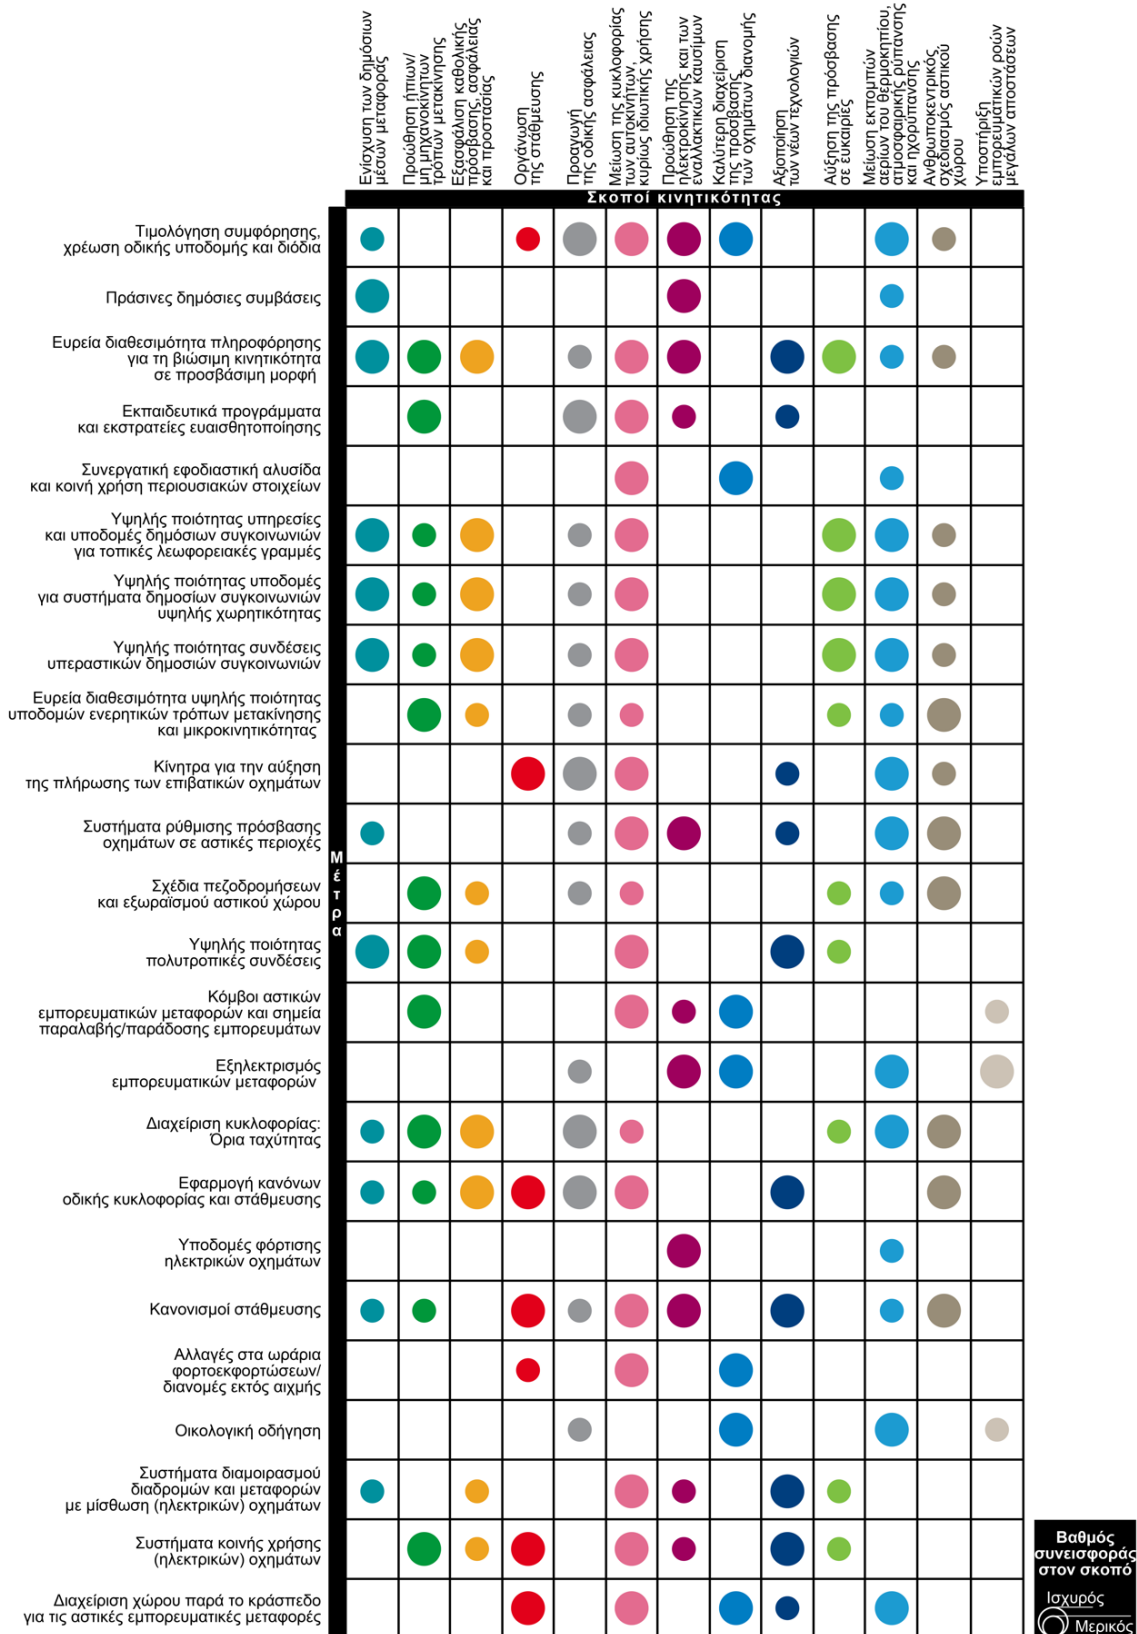 Ενίσχυση των δημόσιων
μέσων μεταφοράς
Προώθηση ήπιων/
μη μηχανοκίνητων
τρόπων μετακίνησης
Εξασφάλιση καθολικής
πρόσβασης, ασφάλειας
και προστασίας
Οργάνωση
της στάθμευσης
Προαγωγή
της οδικής ασφάλειας
Μείωση της κυκλοφορίας
των αυτοκινήτων,
κυρίως ιδιωτικής χρήσης
Προώθηση της
ηλεκτροκίνησης και των
εναλλακτικών καυσίμων
Καλύτερη διαχείριση
της πρόσβασης
των οχημάτων διανομής
Αξιοποίηση
των νέων τεχνολογιών
Αύξηση της πρόσβασης
σε ευκαιρίες
Μείωση εκπομπών
αερίων του θερμοκηπίου,
ατμοσφαιρικής ρύπανσης
και ηχορύπανσης
Ανθρωποκεντρικός
σχεδιασμός αστικού
χώρου
Υποστήριξη
εμπορευματικών ροών
μεγάλων αποστάσεων
Σκοποί κινητικότητας
Μέτρα
Τιμολόγηση συμφόρησης,
χρέωση οδικής υποδομής και διόδια
Πράσινες δημόσιες συμβάσεις
Ευρεία διαθεσιμότητα πληροφόρησης
για τη βιώσιμη κινητικότητα
σε προσβάσιμη μορφή
Εκπαιδευτικά προγράμματα
και εκστρατείες ευαισθητοποίησης
Συνεργατική εφοδιαστική αλυσίδα
και κοινή χρήση περιουσιακών στοιχείων
Υψηλής ποιότητας υπηρεσίες
και υποδομές δημόσιων συγκοινωνιών
για τοπικές λεωφορειακές γραμμές
Υψηλής ποιότητας υποδομές
για συστήματα δημοσίων συγκοινωνιών
υψηλής χωρητικότητας
Υψηλής ποιότητας συνδέσεις
υπεραστικών δημοσιών συγκοινωνιών
Ευρεία διαθεσιμότητα υψηλής ποιότητας
υποδομών ενερητικών τρόπων μετακίνησης
και μικροκινητικότητας
Κίνητρα για την αύξηση
της πλήρωσης των επιβατικών οχημάτων
Συστήματα ρύθμισης πρόσβασης
οχημάτων σε αστικές περιοχές
Σχέδια πεζοδρομήσεων
και εξωραϊσμού αστικού χώρου
Υψηλής ποιότητας
πολυτροπικές συνδέσεις
Κόμβοι αστικών
εμπορευματικών μεταφορών και σημεία
παραλαβής/παράδοσης εμπορευμάτων
Εξηλεκτρισμός
εμπορευματικών μεταφορών
Διαχείριση κυκλοφορίας:
Όρια ταχύτητας
Εφαρμογή κανόνων
οδικής κυκλοφορίας και στάθμευσης
Υποδομές φόρτισης
ηλεκτρικών οχημάτων
Κανονισμοί στάθμευσης
Αλλαγές στα ωράρια
φορτοεκφορτώσεων/
διανομές εκτός αιχμής
Οικολογική οδήγηση
Συστήματα διαμοιρασμού
διαδρομών και μεταφορών
με μίσθωση (ηλεκτρικών) οχημάτων
Συστήματα κοινής χρήσης
(ηλεκτρικών) οχημάτων
Διαχείριση χώρου παρά το κράσπεδο
για τις αστικές εμπορευματικές μεταφορές
Βαθμός
συνεισφοράς
στον σκοπό
Ισχυρός
Μερικός